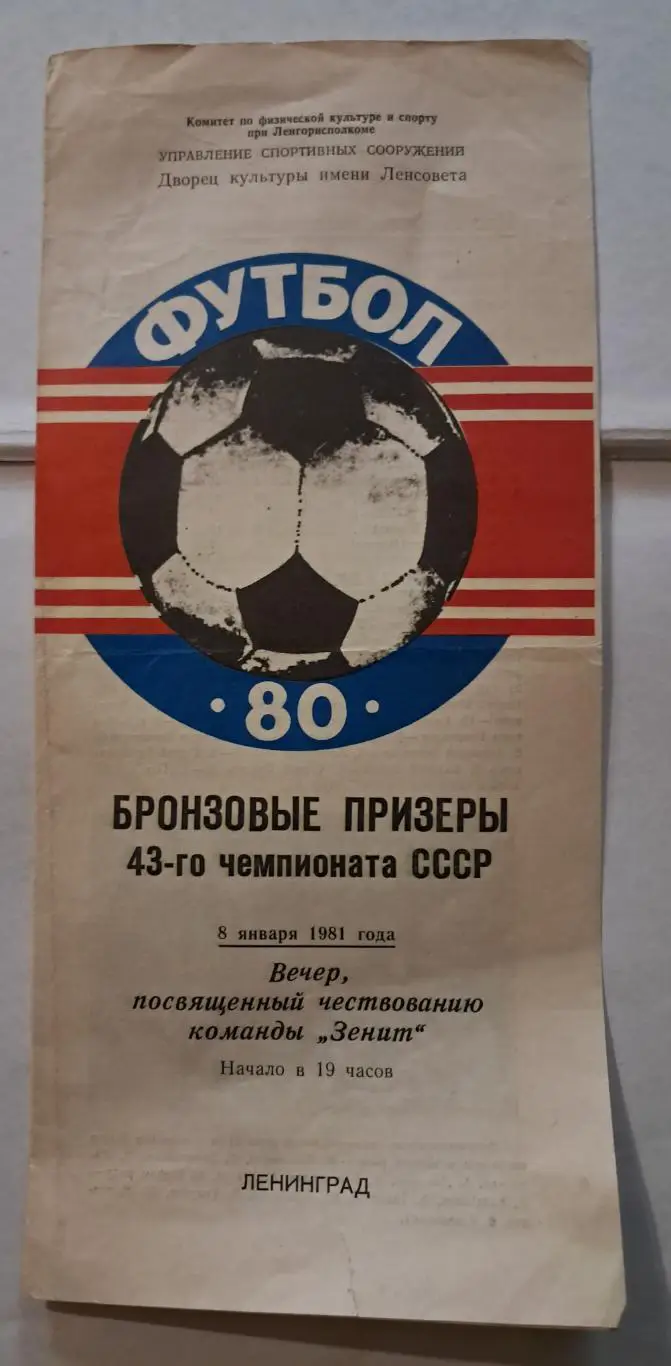 Комитет по физической культуре и спорту
при Ленгорисполкоме
УПРАВЛЕНИЕ СПОРТИВНЫХ СООРУЖЕНИЙ
Дворец культуры имени Ленсовета
ФУТБОЛ
· 80 ·
БРОНЗОВЫЕ ПРИЗЕРЫ
43-го чемпионата СССР
8 января 1981 года
Вечер,
посвященный чествованию
команды „Зенит“
Начало в 19 часов
ЛЕНИНГРАД